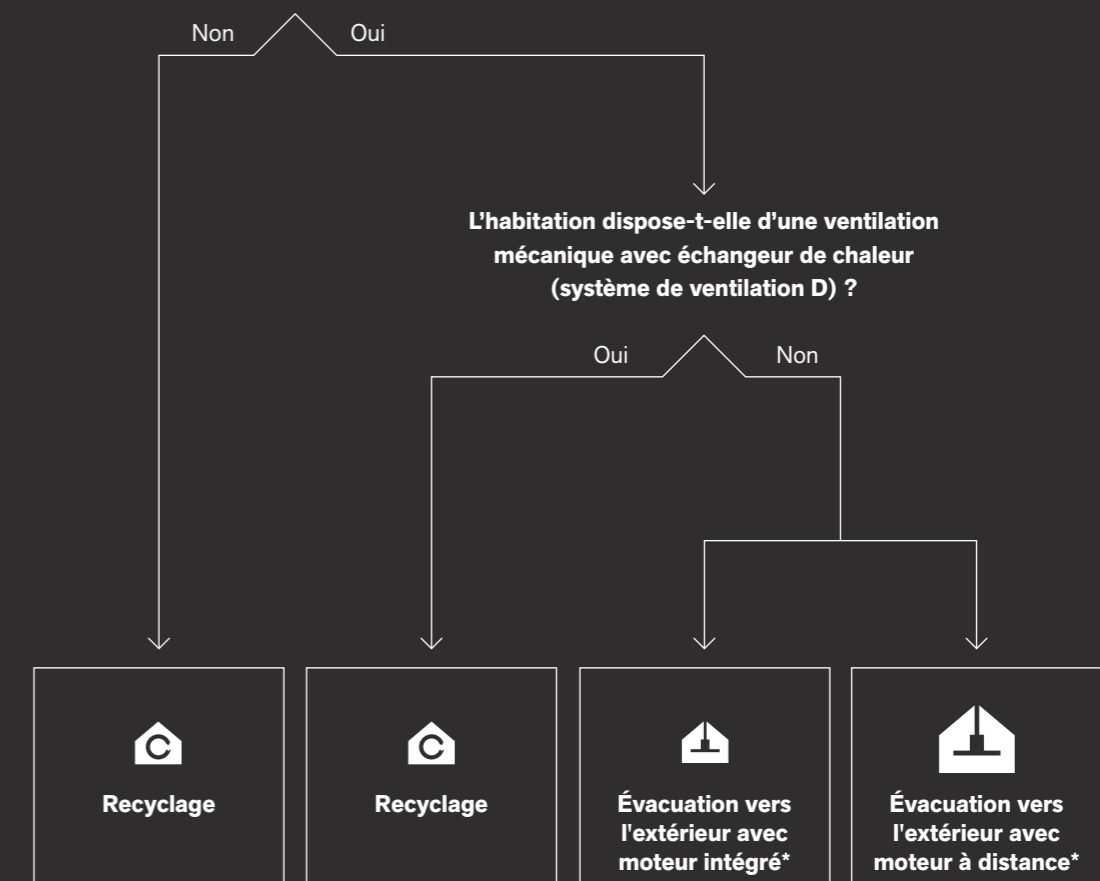 Non
Oui
L’habitation dispose-t-elle d’une ventilation
mécanique avec échangeur de chaleur
(système de ventilation D) ?
Oui
Non
Recyclage
Recyclage
Évacuation vers
l'extérieur avec
moteur intégré*
Évacuation vers
l'extérieur avec
moteur à distance*